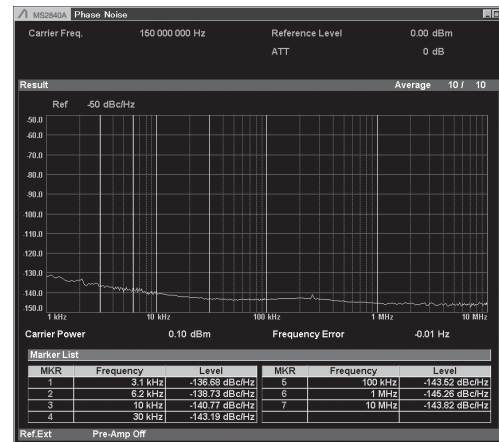 MS2840A Phase Noise
Carrier Freq. 150 000 000 Hz Reference Level 0.00 dBm
ATT 0 dB
Result Average 10 / 10
Ref -50 dBc/Hz
-50.0
-60.0
-70.0
-80.0
-90.0
-100.0
-110.0
-120.0
-130.0
-140.0
-150.0
1 kHz 10 kHz 100 kHz 1 MHz 10 MHz
Carrier Power 0.10 dBm Frequency Error -0.01 Hz
Marker List
MKR Frequency Level MKR Frequency Level
1 3.1 kHz -136.68 dBc/Hz 5 100 kHz -143.52 dBc/Hz
2 6.2 kHz -138.73 dBc/Hz 6 1 MHz -145.26 dBc/Hz
3 10 kHz -140.77 dBc/Hz 7 10 MHz -143.82 dBc/Hz
4 30 kHz -143.19 dBc/Hz
Ref.Ext Pre-Amp Off